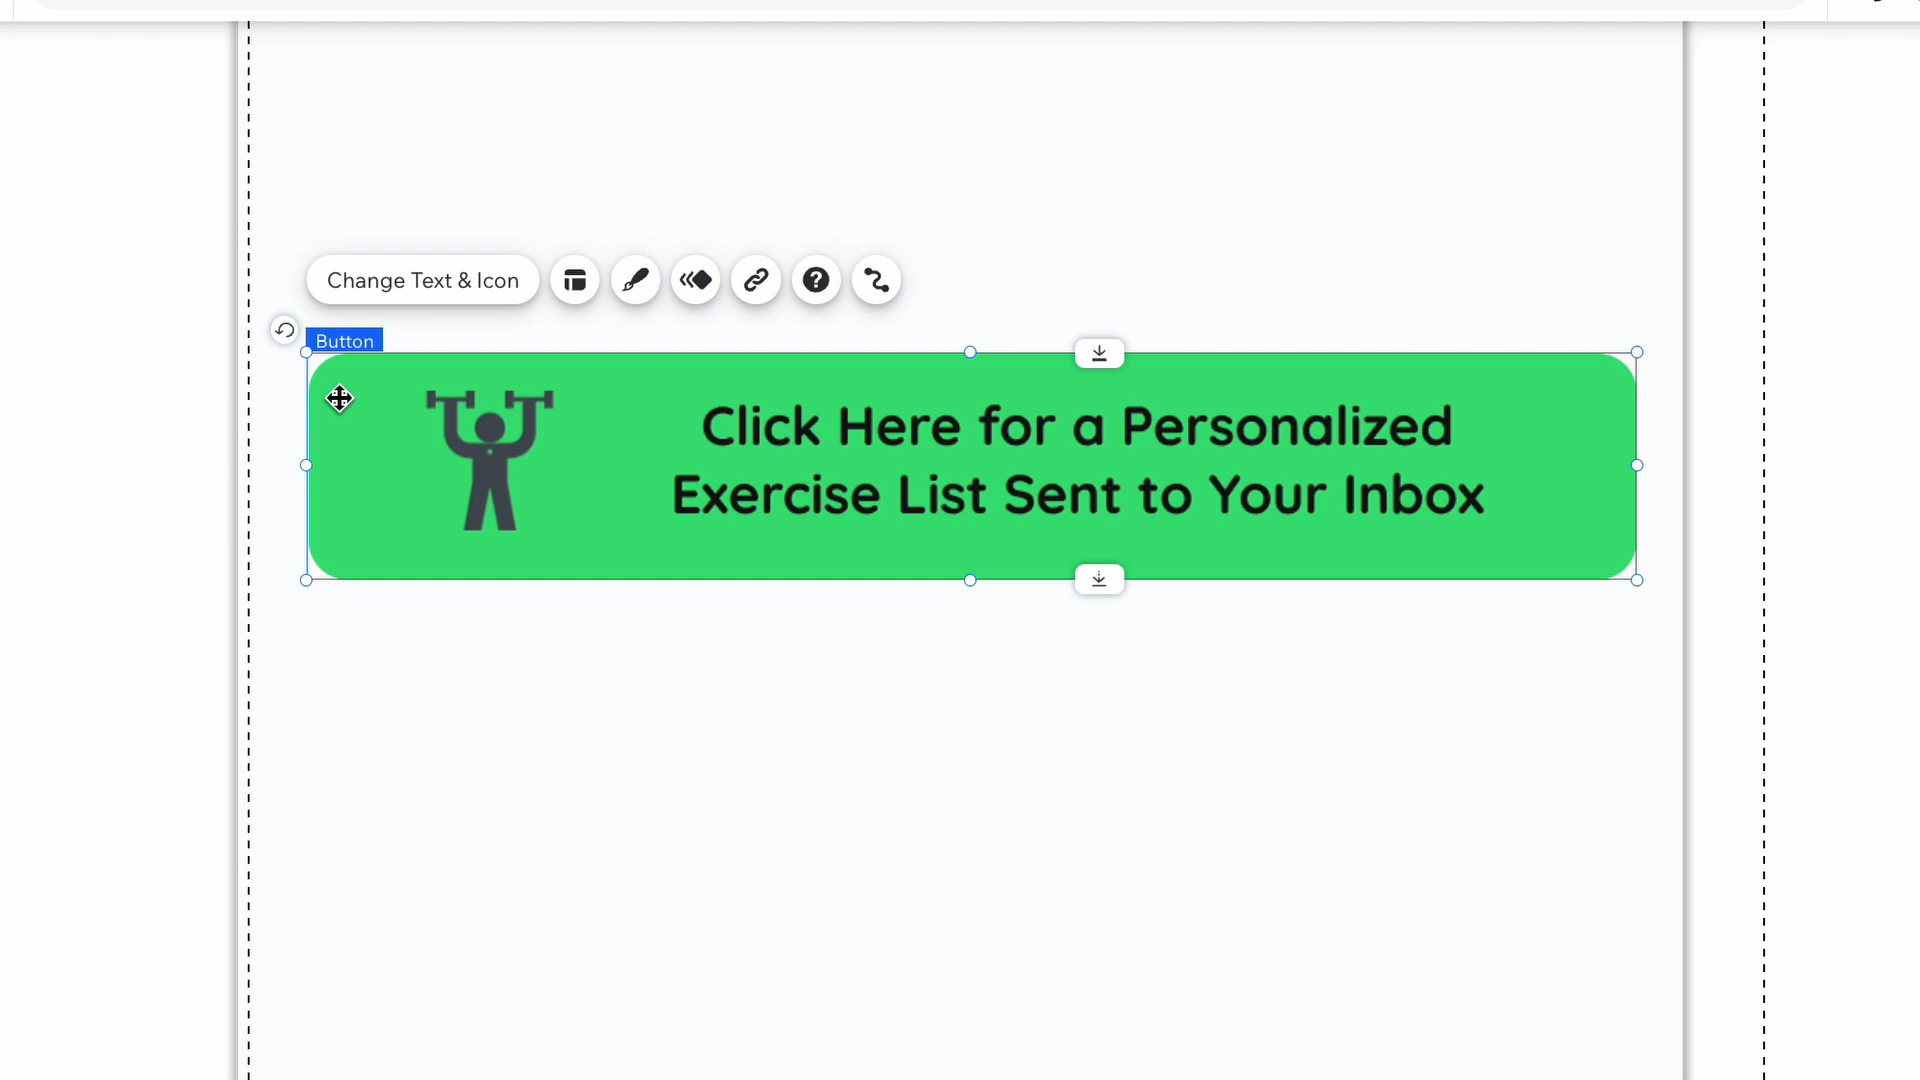 Change Text & Icon
Button
Click Here for a Personalized
Exercise List Sent to Your Inbox